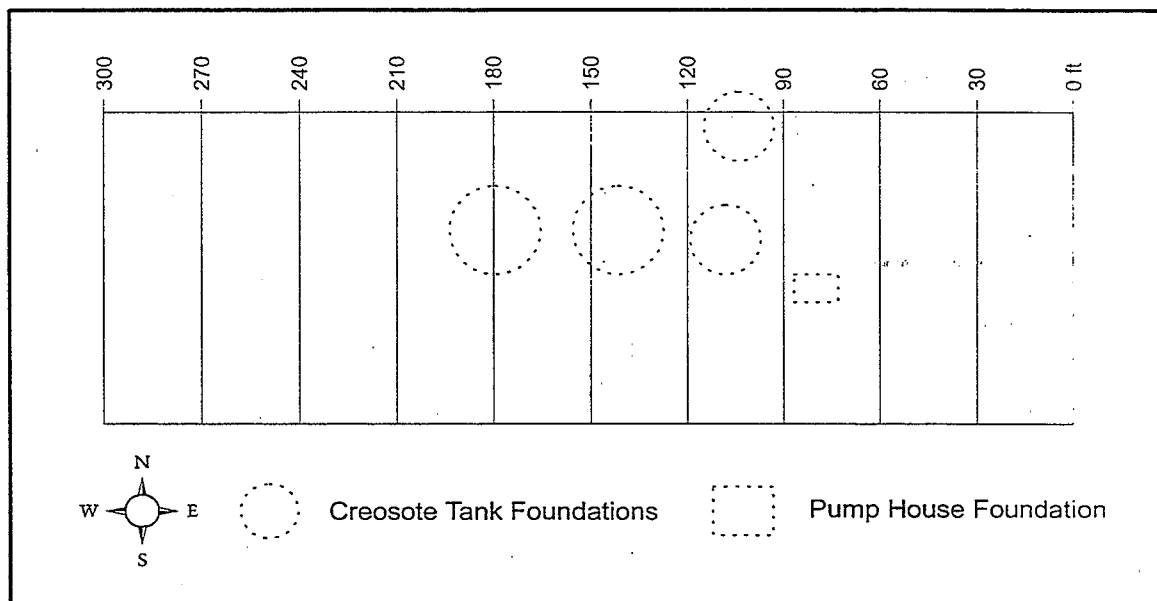 300 270 240 210 180 150 120 90 60 30 0 ft
N
W E
S
Creosote Tank Foundations
Pump House Foundation